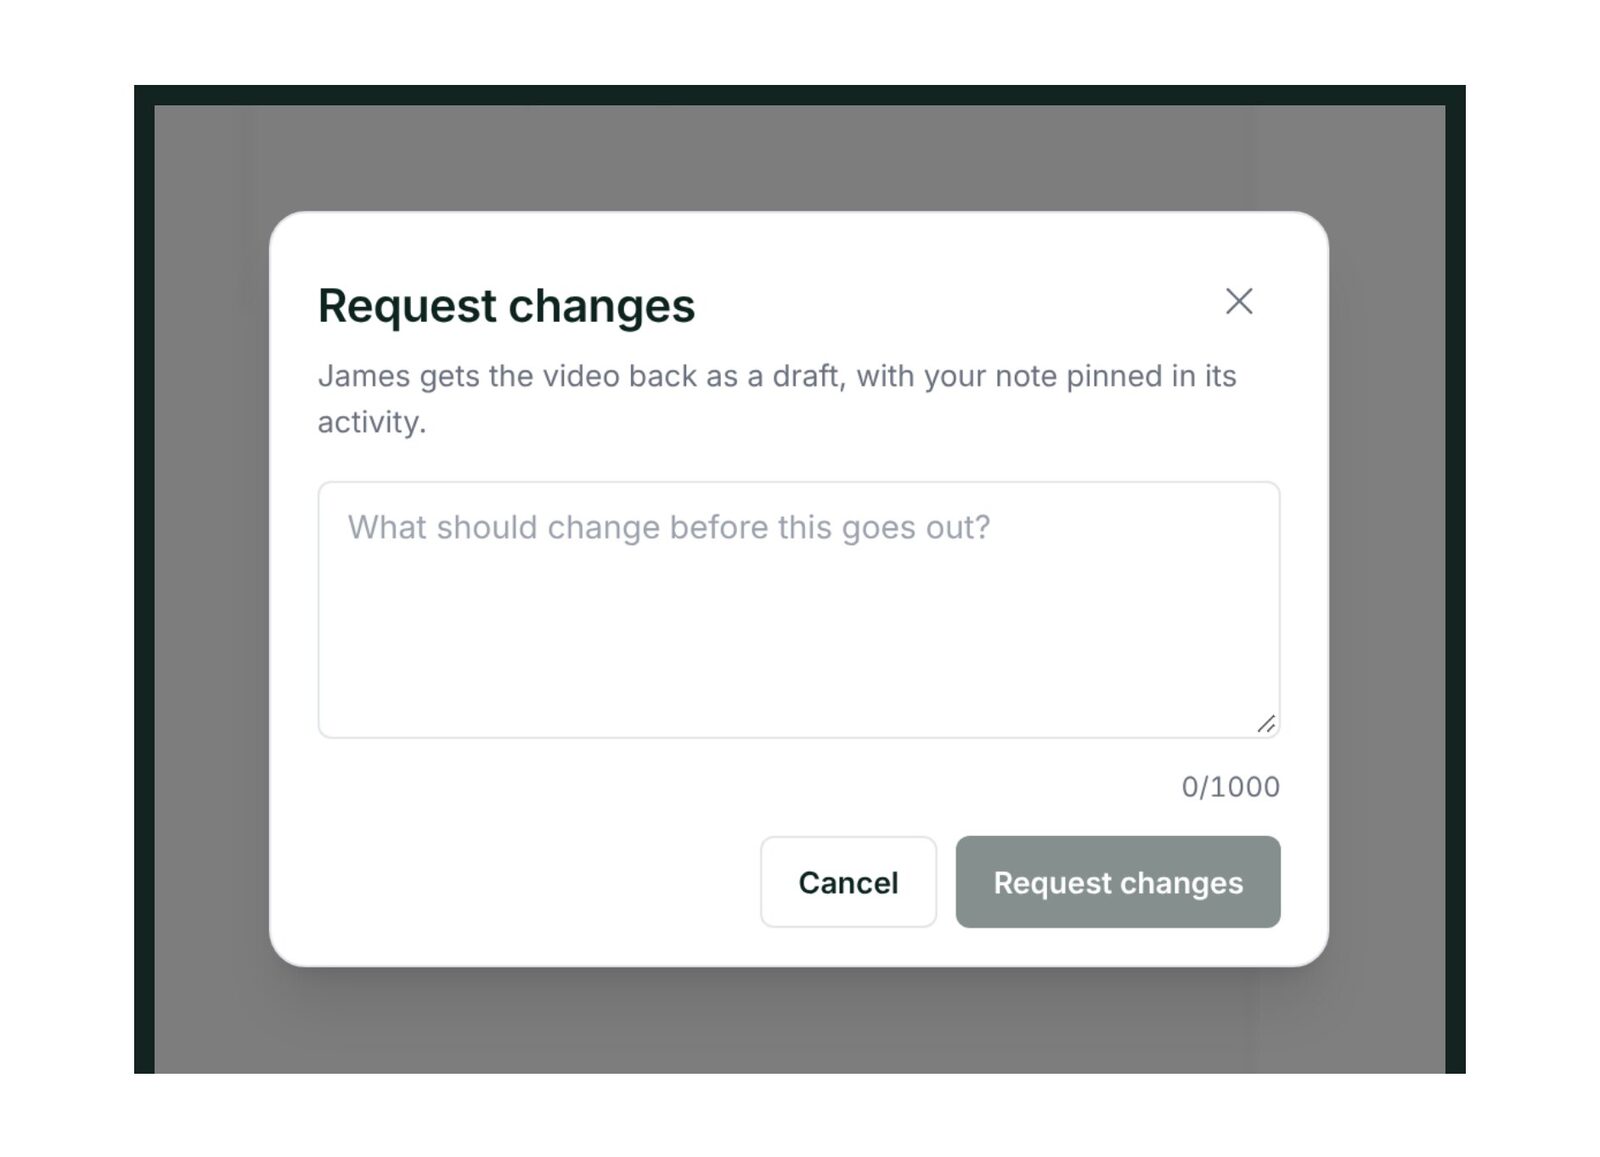 Request changes
James gets the video back as a draft, with your note pinned in its
activity.
What should change before this goes out?
0/1000
Cancel
Request changes